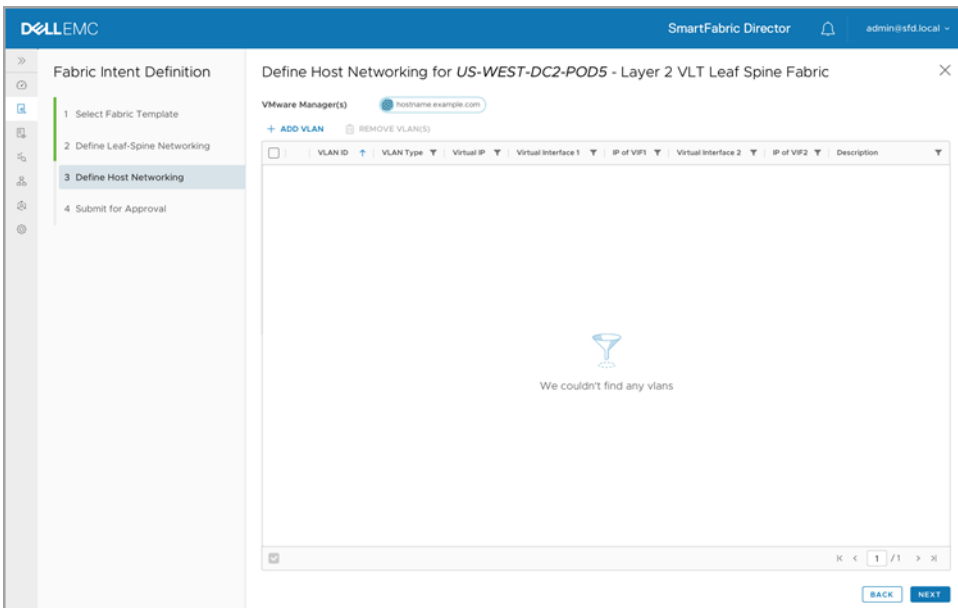 DELLEMC
SmartFabric Director
admin@sfd.local
Fabric Intent Definition
1 Select Fabric Template
2 Define Leaf-Spine Networking
3 Define Host Networking
4 Submit for Approval
Define Host Networking for US-WEST-DC2-POD5 - Layer 2 VLT Leaf Spine Fabric
VMware Manager(s) hostname.example.com
+ ADD VLAN REMOVE VLAN(S)
VLAN ID VLAN Type Virtual IP Virtual Interface 1 IP of VIF1 Virtual Interface 2 IP of VIF2 Description
We couldn't find any vlans
1 / 1
BACK NEXT